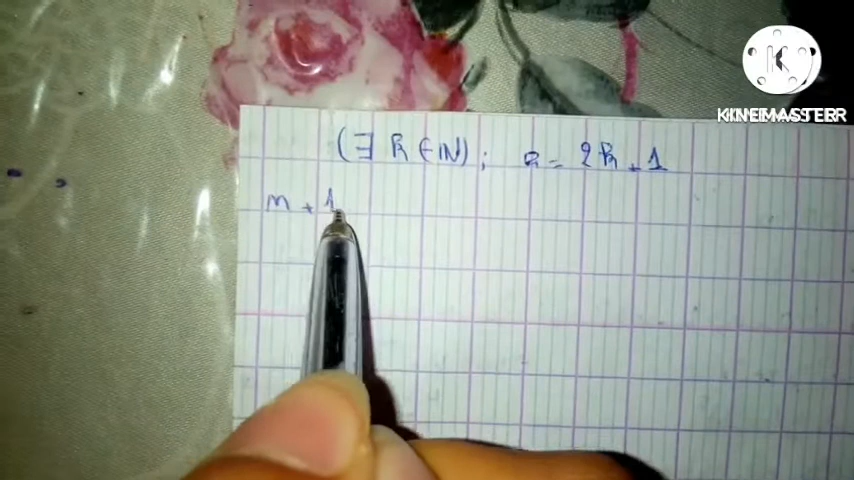 KINEMASTER
(∃ k ∈ ℕ) ; a = 2k + 1
n + 1